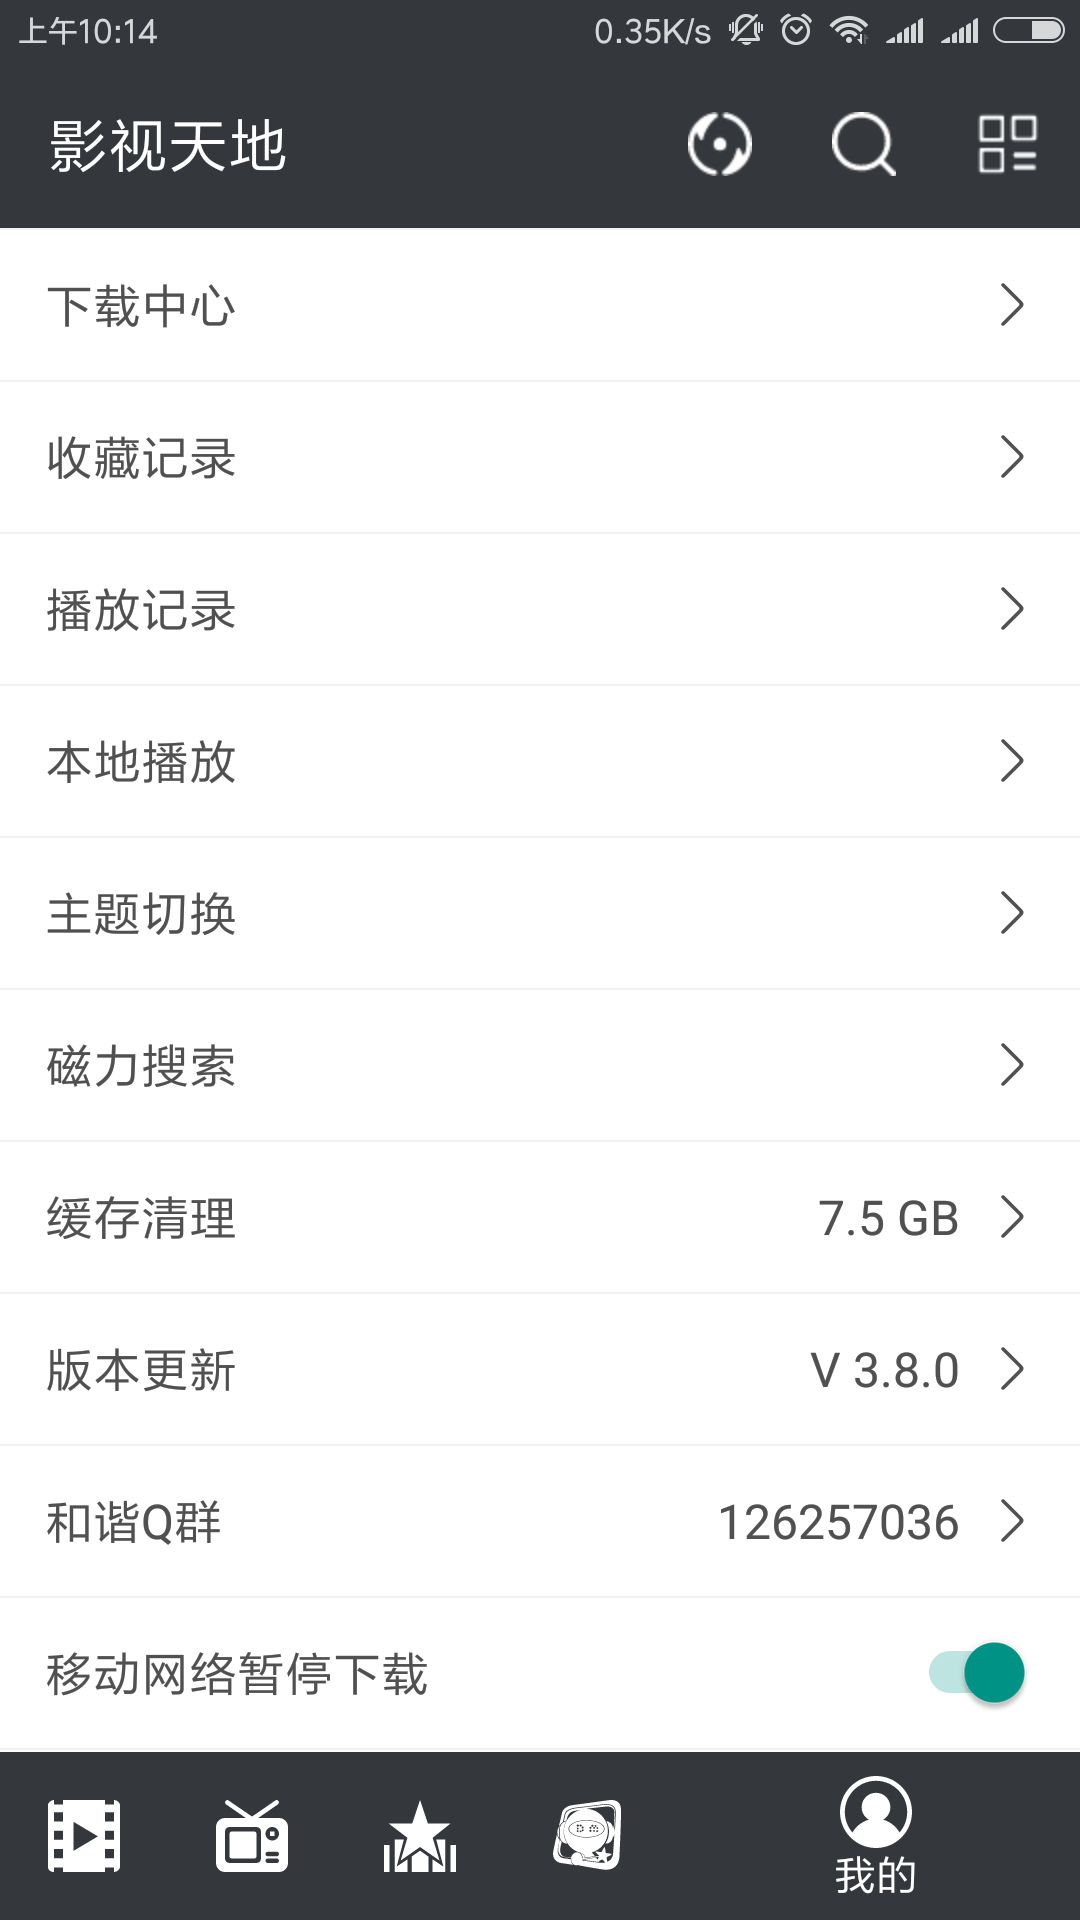 上午10:14 0.35K/s
影视天地
下载中心
收藏记录
播放记录
本地播放
主题切换
磁力搜索
缓存清理 7.5 GB
版本更新 V 3.8.0
和谐Q群 126257036
移动网络暂停下载
我的